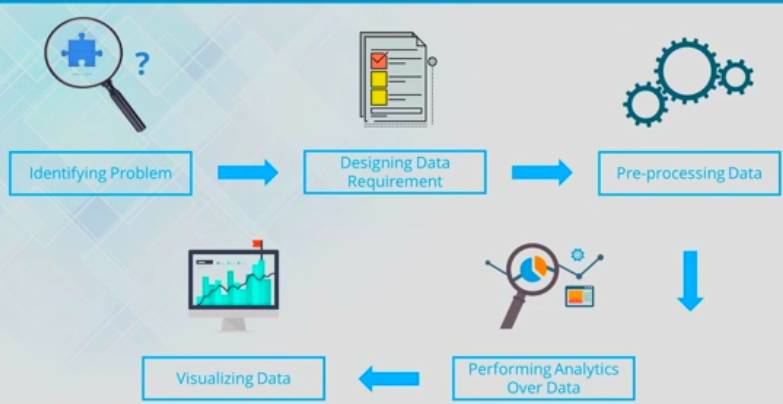 ?
Identifying Problem
Designing Data
Requirement
Pre-processing Data
Performing Analytics
Over Data
Visualizing Data